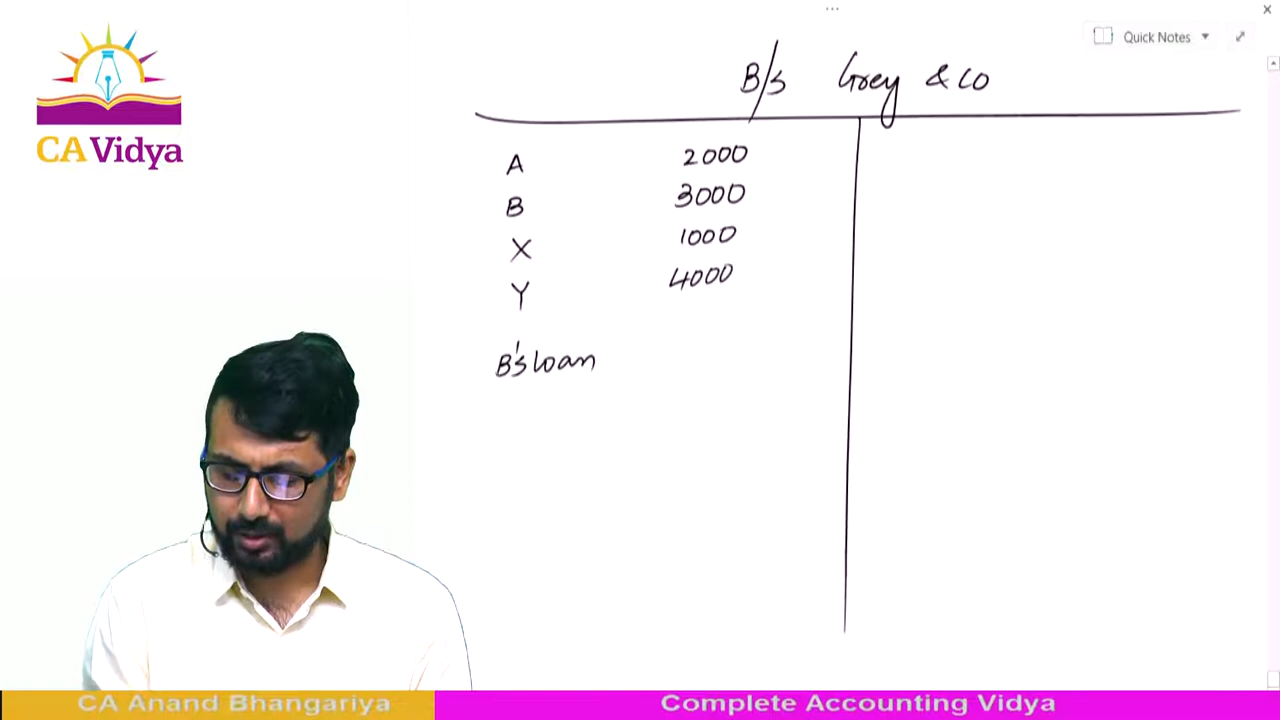 Quick Notes
CA Vidya
B/s Grey & Co
A 2000
B 3000
X 1000
Y 4000
B's loan
CA Anand Bhangariya
Complete Accounting Vidya